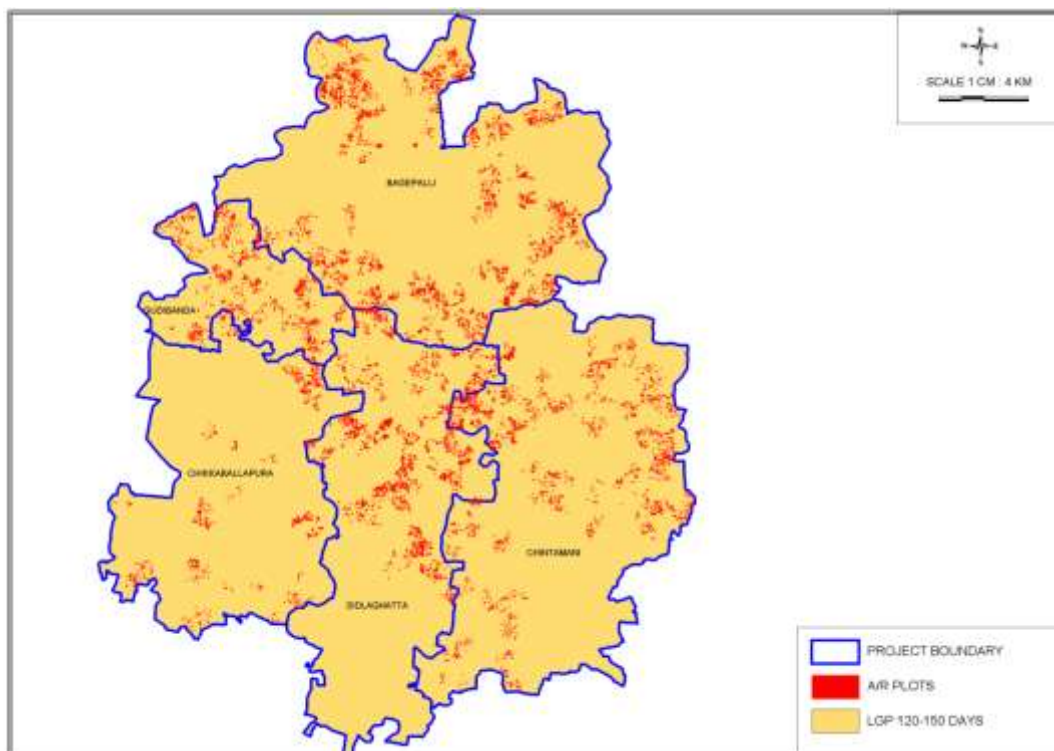 N
S
SCALE 1 CM : 4 KM
BAGEPALLI
GUDIBANDA
CHIKKABALLAPURA
CHINTAMANI
SIDLAGHATTA
PROJECT BOUNDARY
A/R PLOTS
LGP 120-150 DAYS